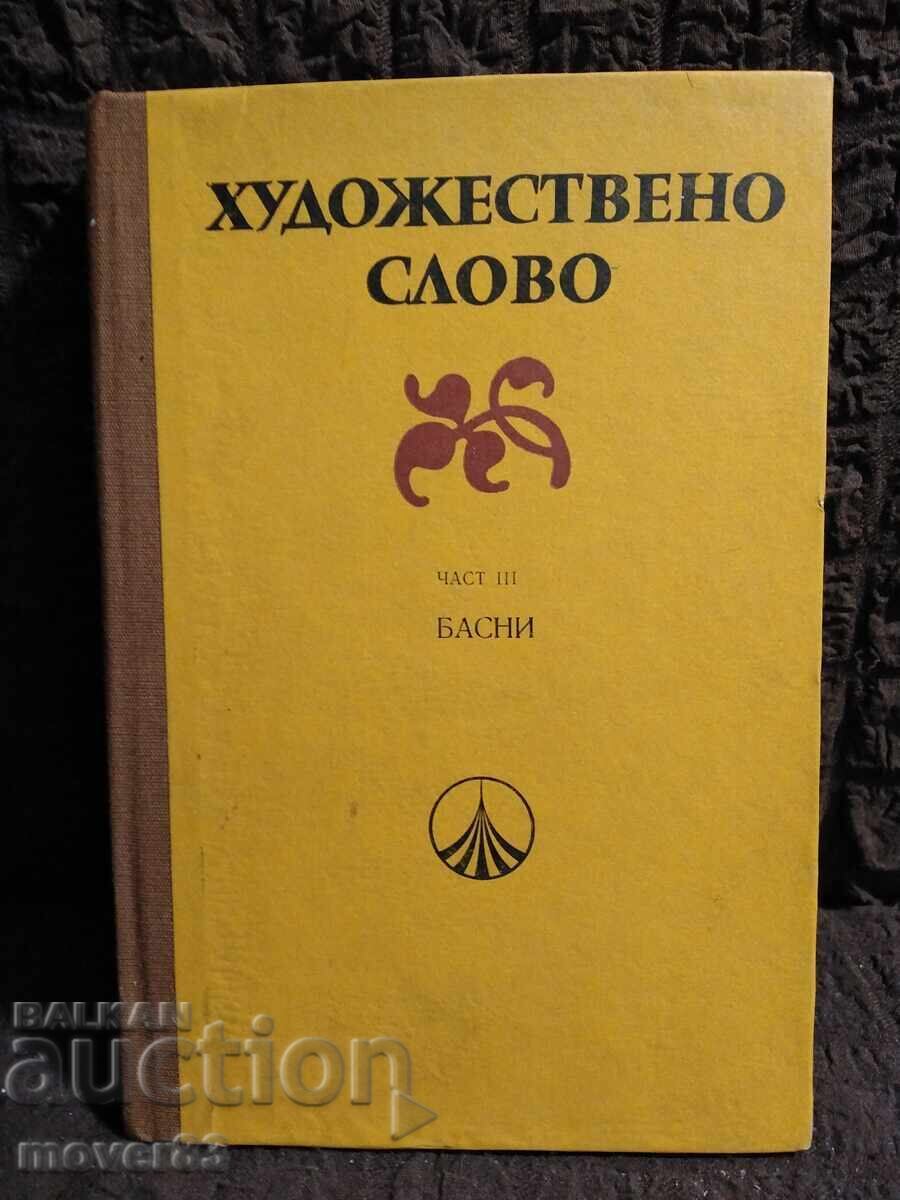 ХУДОЖЕСТВЕНО
СЛОВО
ЧАСТ III
БАСНИ
BALKAN
auction
mover83